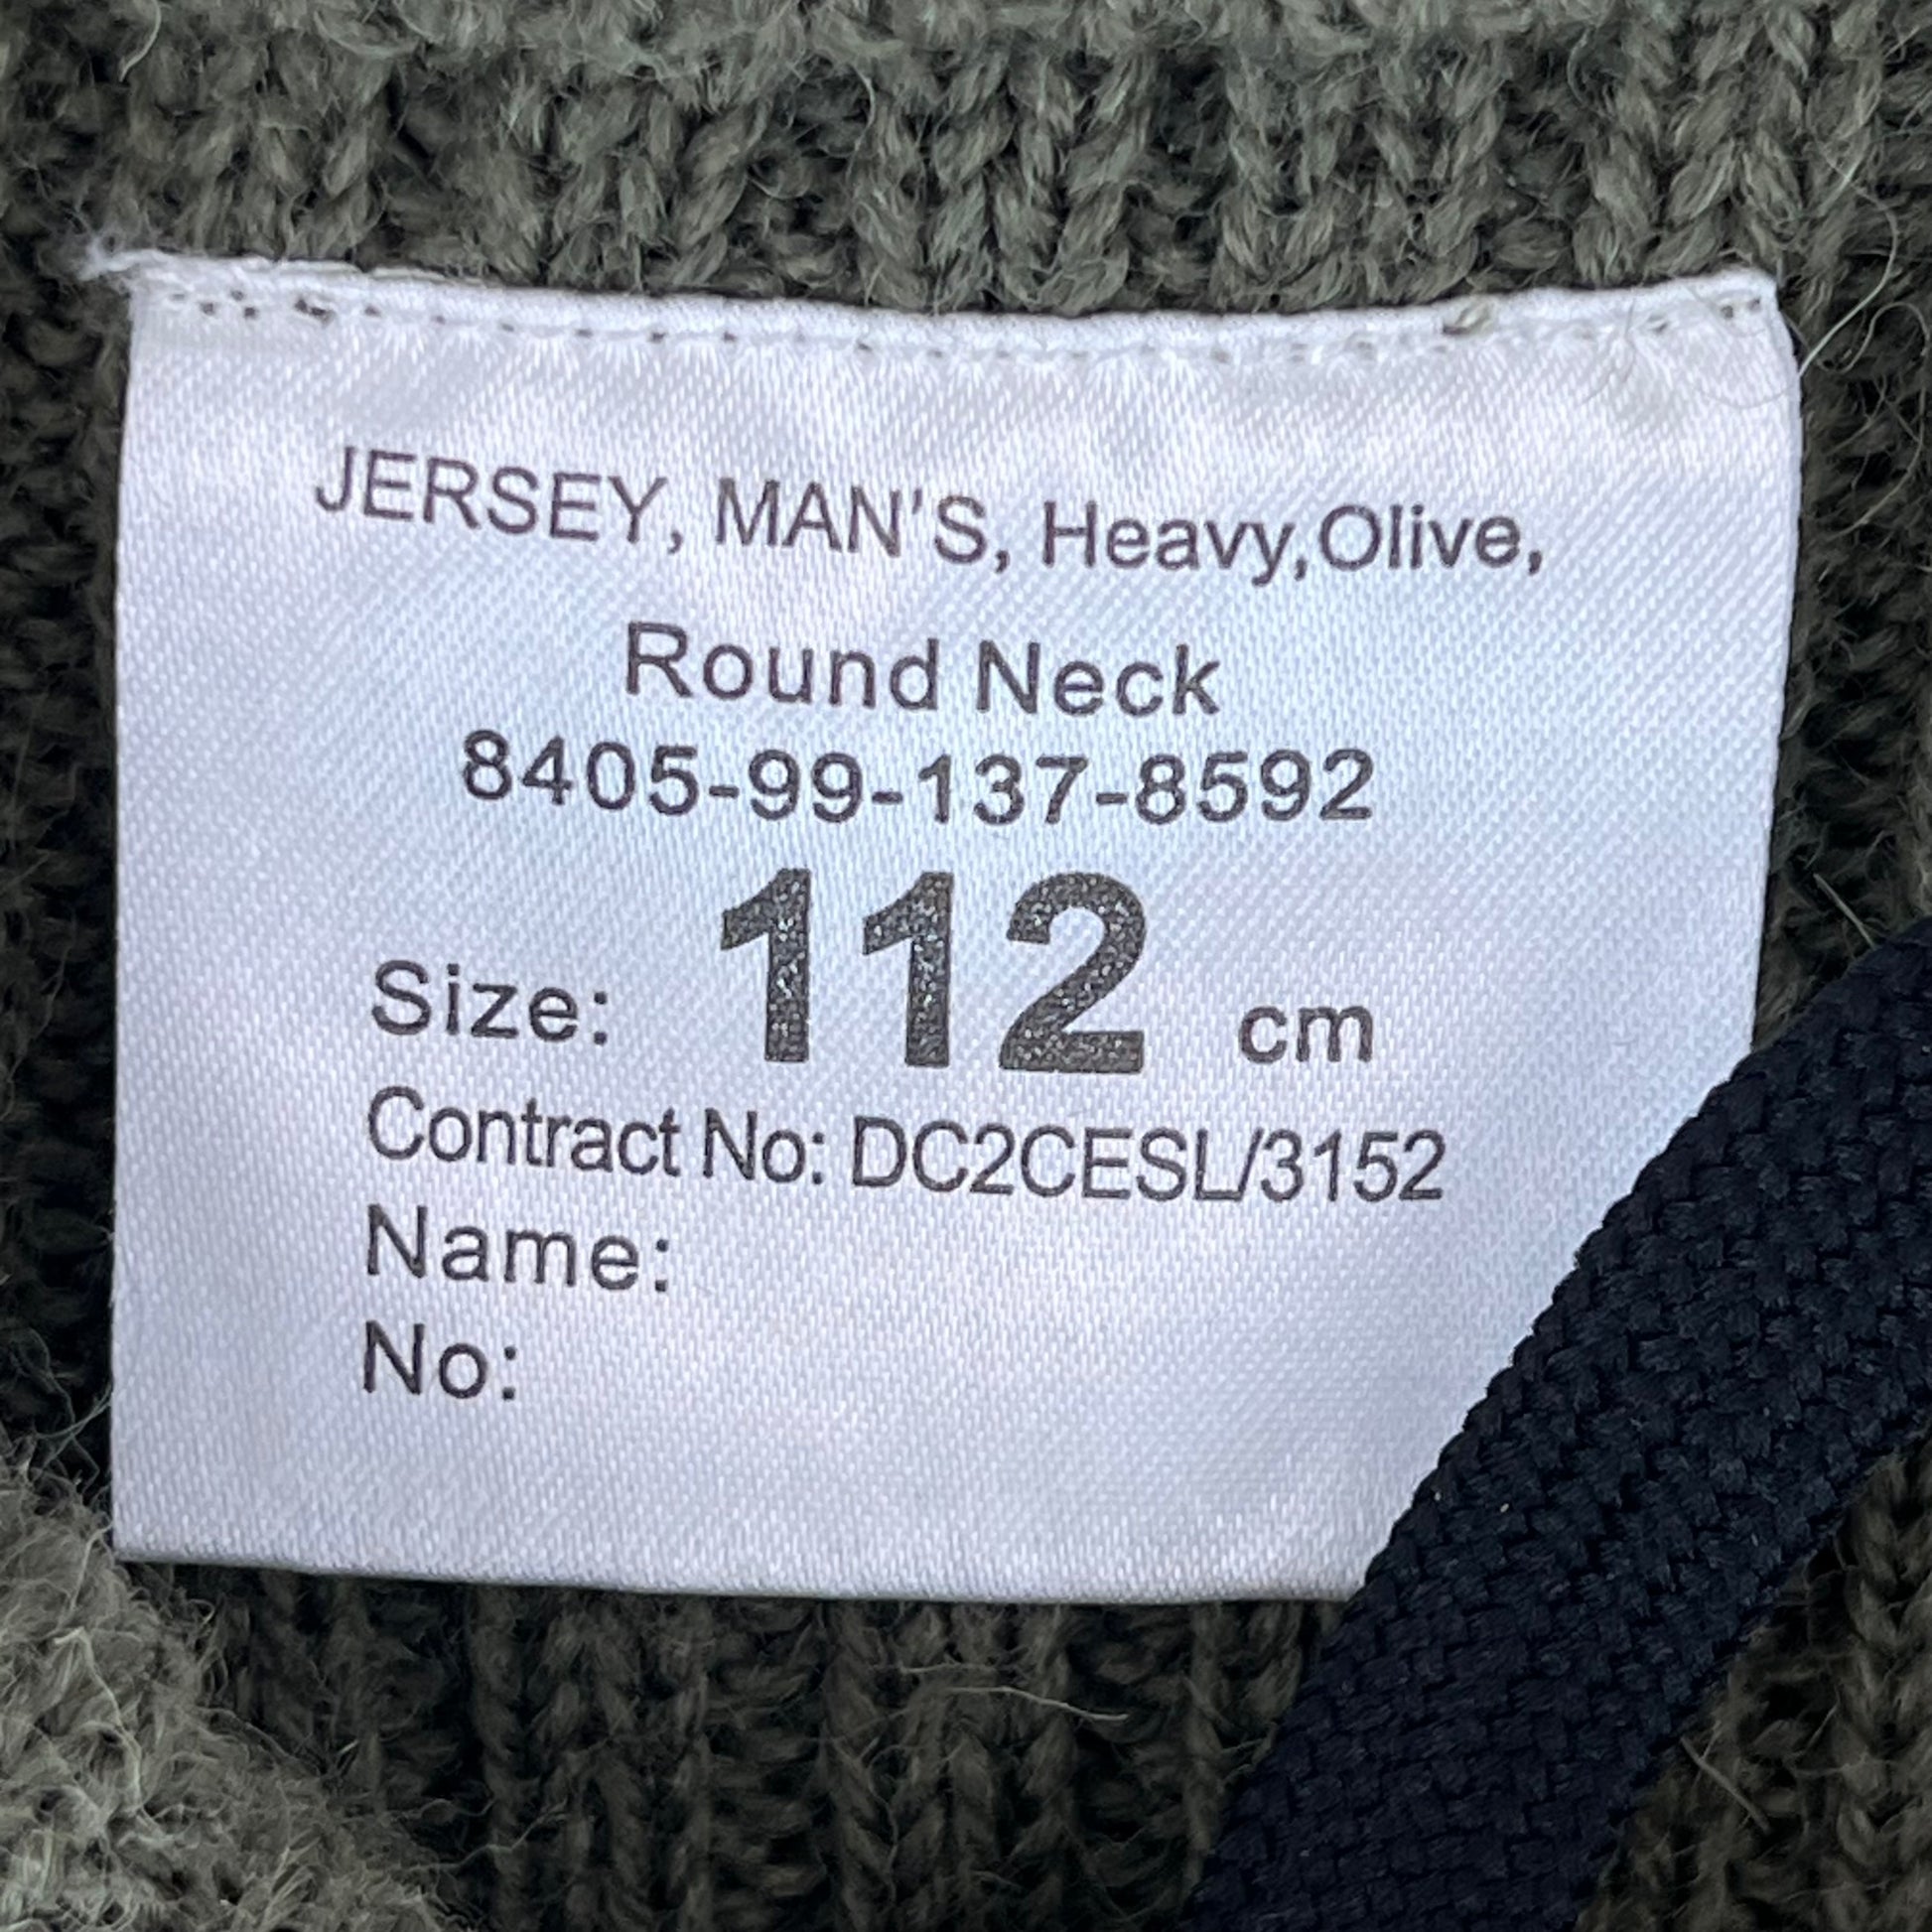 JERSEY, MAN'S, Heavy,Olive,
Round Neck
8405-99-137-8592
Size: 112 cm
Contract No: DC2CESL/3152
Name:
No: